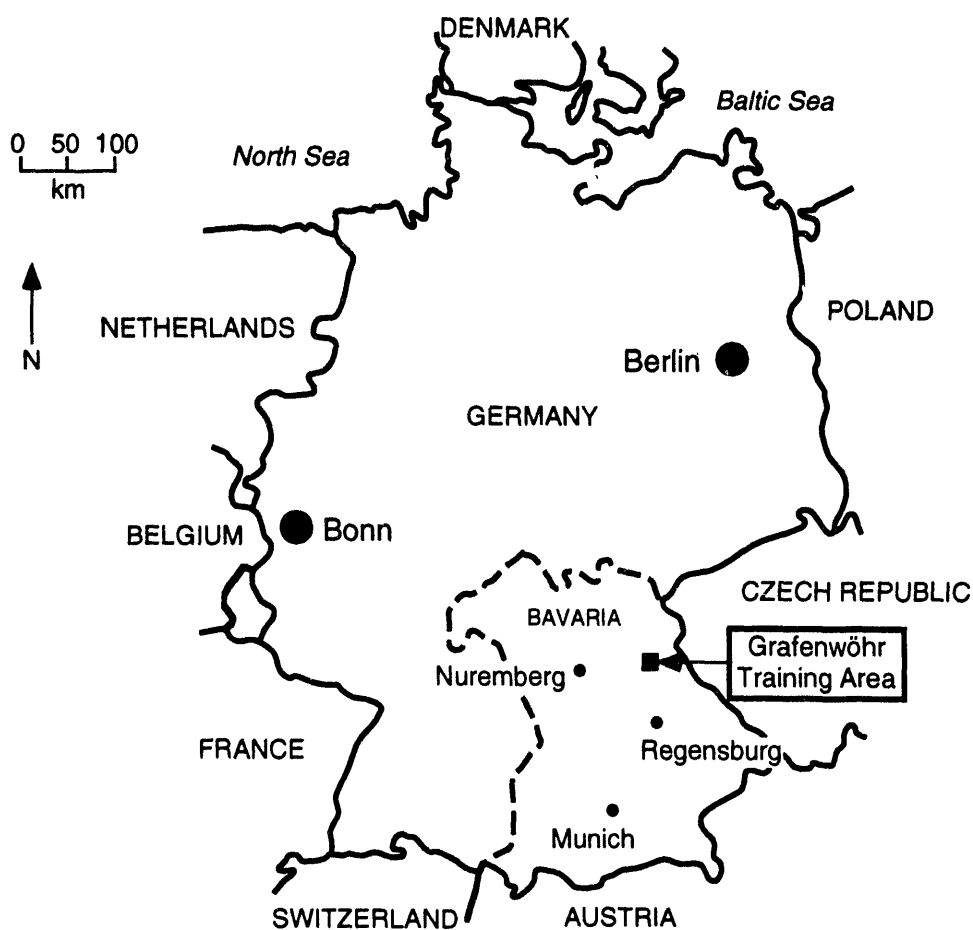 DENMARK
Baltic Sea
0 50 100
km
North Sea
N
NETHERLANDS
POLAND
Berlin
GERMANY
BELGIUM
Bonn
CZECH REPUBLIC
BAVARIA
Grafenwöhr
Training Area
Nuremberg
FRANCE
Regensburg
Munich
SWITZERLAND
AUSTRIA